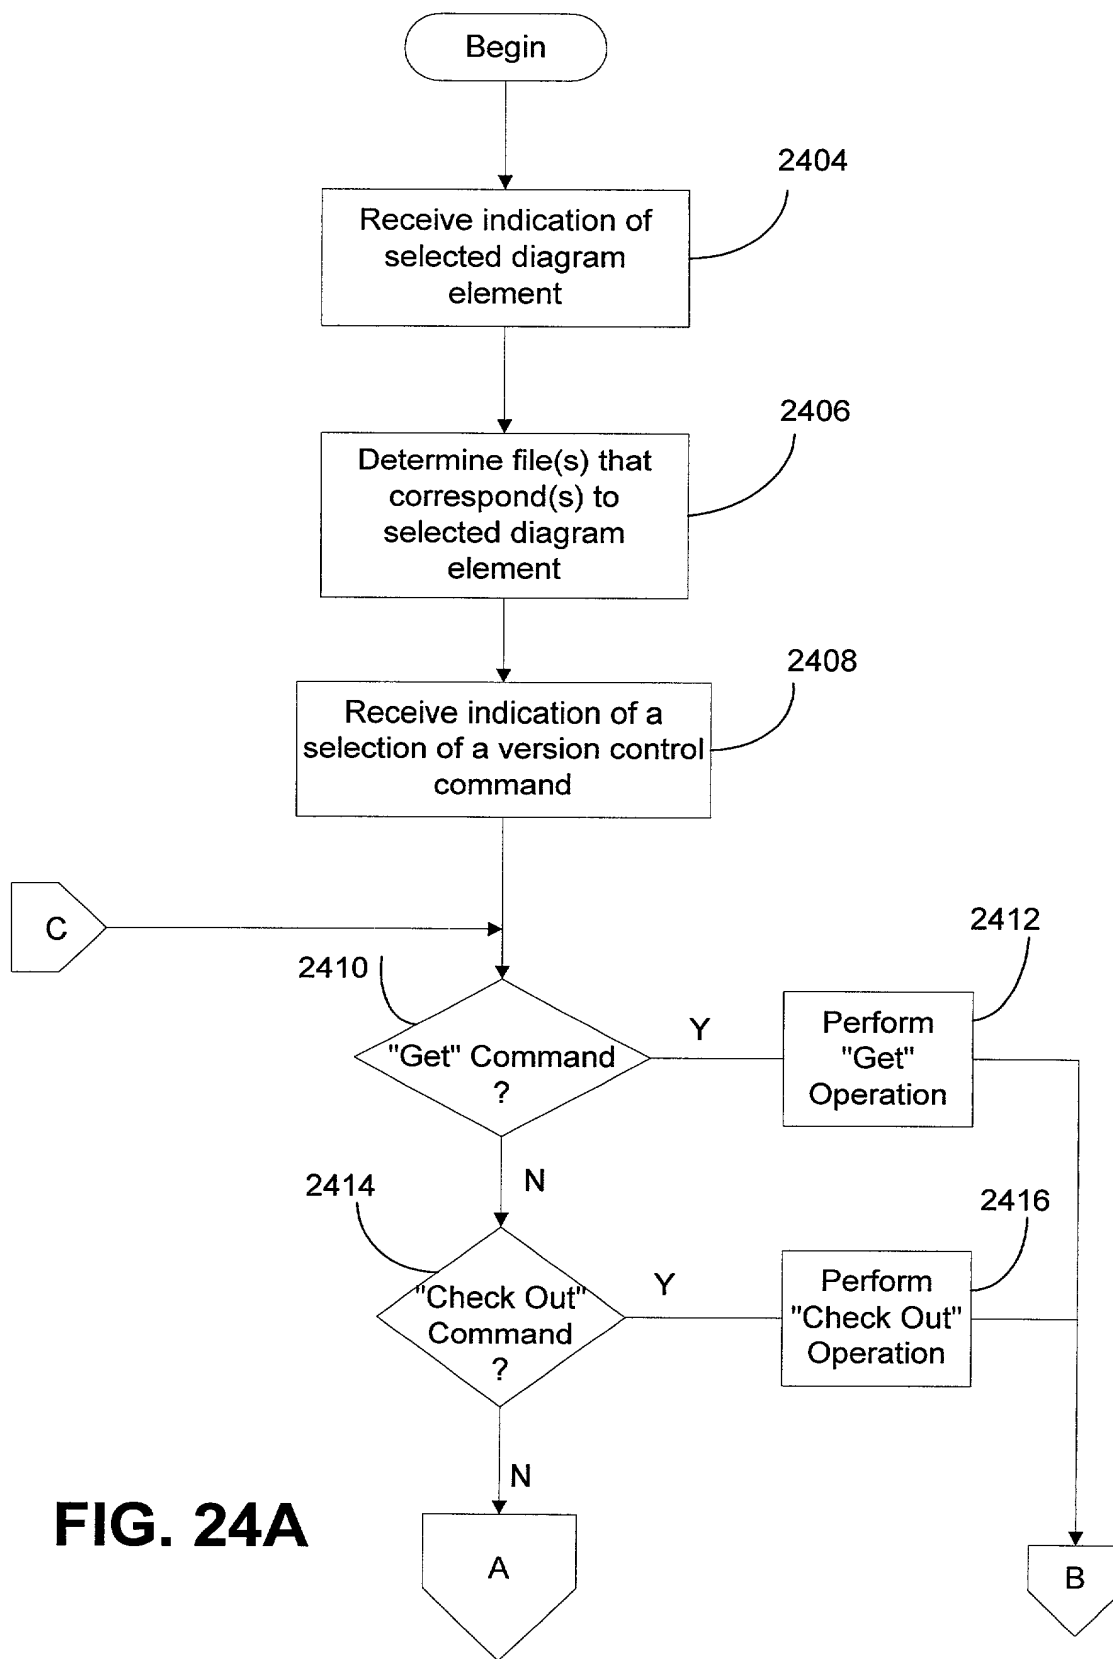 Begin
2404
Receive indication of
selected diagram
element
2406
Determine file(s) that
correspond(s) to
selected diagram
element
2408
Receive indication of a
selection of a version control
command
C
2410
"Get" Command
?
Y
2412
Perform
"Get"
Operation
N
2414
"Check Out"
Command
?
Y
2416
Perform
"Check Out"
Operation
N
A
B
FIG. 24A